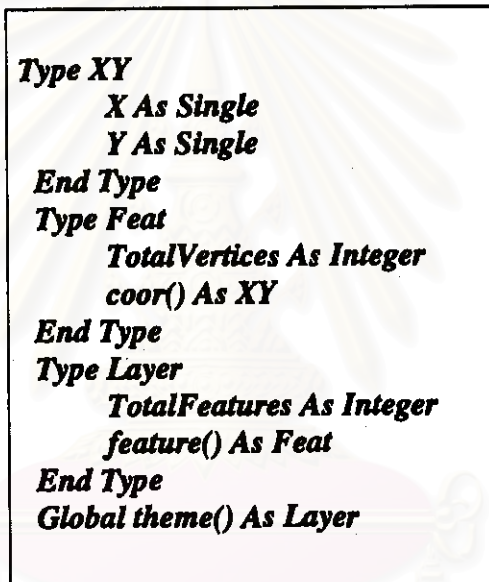 Type XY
X As Single
Y As Single
End Type
Type Feat
TotalVertices As Integer
coor() As XY
End Type
Type Layer
TotalFeatures As Integer
feature() As Feat
End Type
Global theme() As Layer